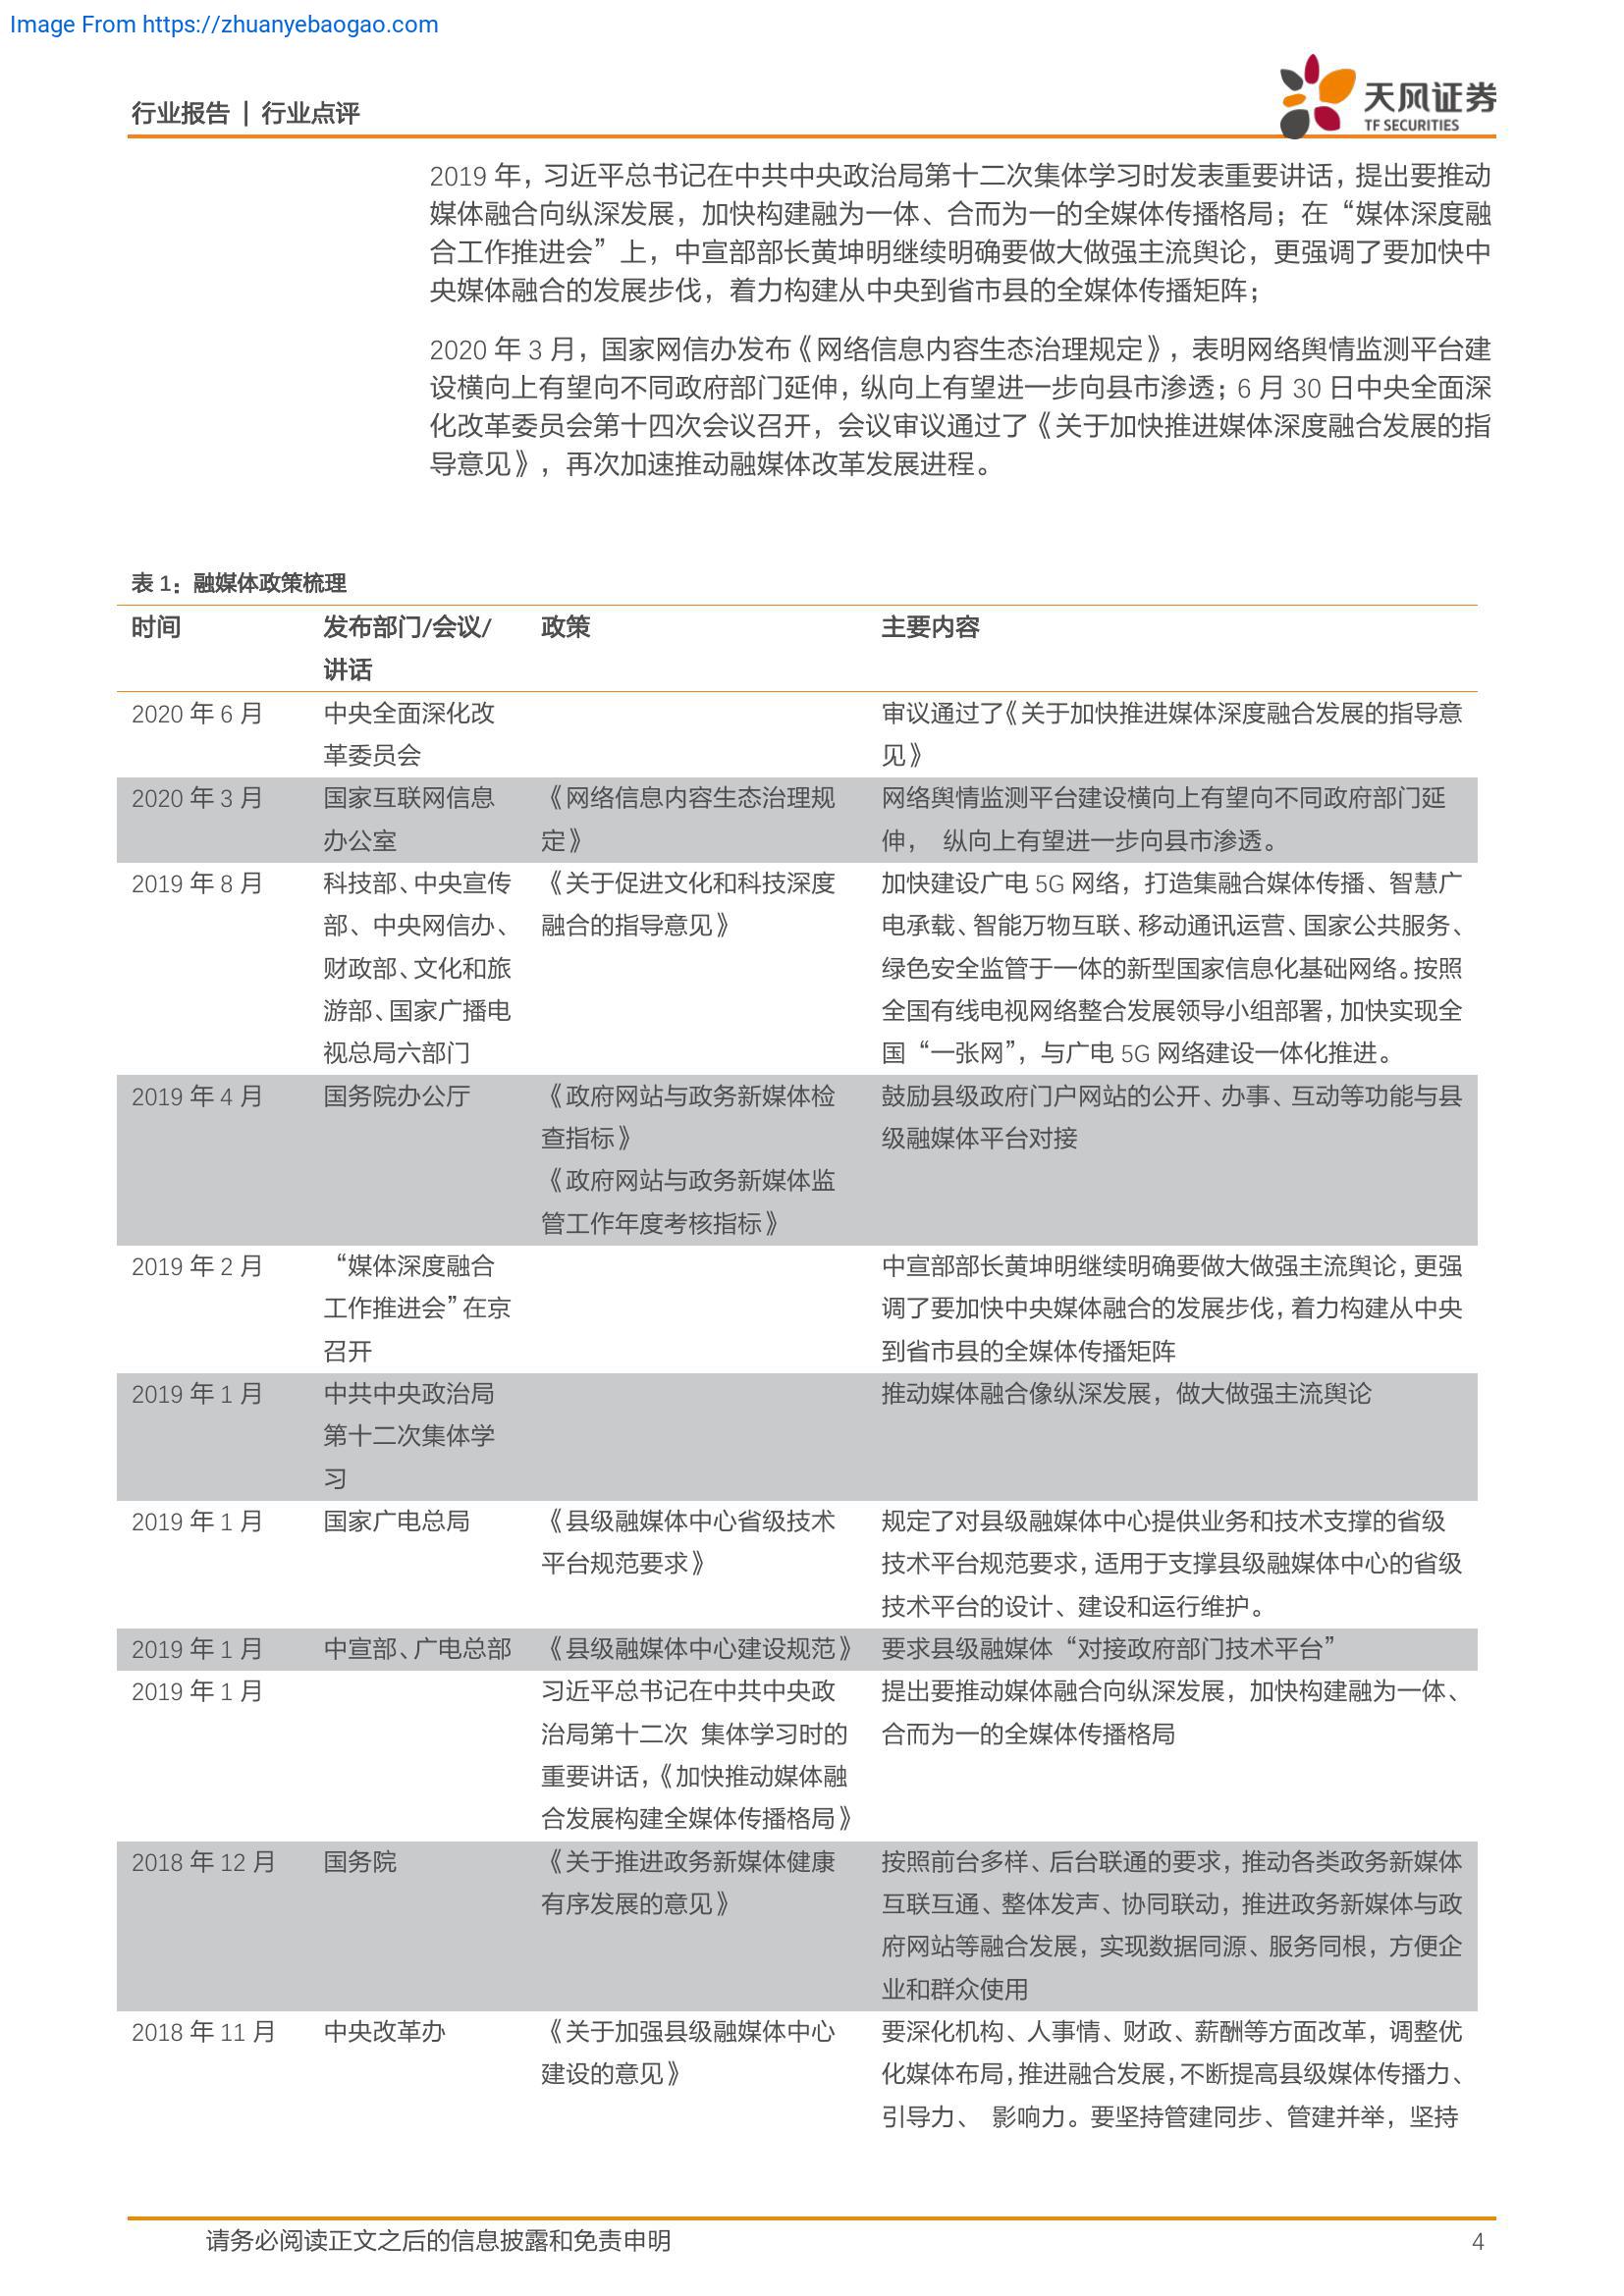 Image From https://zhuanyebaogao.com
行业报告 | 行业点评
天风证券
TF SECURITIES
2019 年，习近平总书记在中共中央政治局第十二次集体学习时发表重要讲话，提出要推动
媒体融合向纵深发展，加快构建融为一体、合而为一的全媒体传播格局；在“媒体深度融
合工作推进会”上，中宣部部长黄坤明继续明确要做大做强主流舆论，更强调了要加快中
央媒体融合的发展步伐，着力构建从中央到省市县的全媒体传播矩阵；
2020 年 3 月，国家网信办发布《网络信息内容生态治理规定》，表明网络舆情监测平台建
设横向上有望向不同政府部门延伸，纵向上有望进一步向县市渗透；6 月 30 日中央全面深
化改革委员会第十四次会议召开，会议审议通过了《关于加快推进媒体深度融合发展的指
导意见》，再次加速推动融媒体改革发展进程。
表 1：融媒体政策梳理
时间 发布部门/会议/ 政策 主要内容
讲话
2020 年 6 月 中央全面深化改 审议通过了《关于加快推进媒体深度融合发展的指导意
革委员会 见》
2020 年 3 月 国家互联网信息 《网络信息内容生态治理规 网络舆情监测平台建设横向上有望向不同政府部门延
办公室 定》 伸， 纵向上有望进一步向县市渗透。
2019 年 8 月 科技部、中央宣传 《关于促进文化和科技深度 加快建设广电 5G 网络，打造集融合媒体传播、智慧广
部、中央网信办、 融合的指导意见》 电承载、智能万物互联、移动通讯运营、国家公共服务、
财政部、文化和旅 绿色安全监管于一体的新型国家信息化基础网络。按照
游部、国家广播电 全国有线电视网络整合发展领导小组部署，加快实现全
视总局六部门 国“一张网”，与广电 5G 网络建设一体化推进。
2019 年 4 月 国务院办公厅 《政府网站与政务新媒体检 鼓励县级政府门户网站的公开、办事、互动等功能与县
查指标》 级融媒体平台对接
《政府网站与政务新媒体监
管工作年度考核指标》
2019 年 2 月 “媒体深度融合 中宣部部长黄坤明继续明确要做大做强主流舆论，更强
工作推进会”在京 调了要加快中央媒体融合的发展步伐，着力构建从中央
召开 到省市县的全媒体传播矩阵
2019 年 1 月 中共中央政治局 推动媒体融合像纵深发展，做大做强主流舆论
第十二次集体学
习
2019 年 1 月 国家广电总局 《县级融媒体中心省级技术 规定了对县级融媒体中心提供业务和技术支撑的省级
平台规范要求》 技术平台规范要求，适用于支撑县级融媒体中心的省级
技术平台的设计、建设和运行维护。
2019 年 1 月 中宣部、广电总部 《县级融媒体中心建设规范》 要求县级融媒体“对接政府部门技术平台”
2019 年 1 月 习近平总书记在中共中央政 提出要推动媒体融合向纵深发展，加快构建融为一体、
治局第十二次 集体学习时的 合而为一的全媒体传播格局
重要讲话，《加快推动媒体融
合发展构建全媒体传播格局》
2018 年 12 月 国务院 《关于推进政务新媒体健康 按照前台多样、后台联通的要求，推动各类政务新媒体
有序发展的意见》 互联互通、整体发声、协同联动，推进政务新媒体与政
府网站等融合发展，实现数据同源、服务同根，方便企
业和群众使用
2018 年 11 月 中央改革办 《关于加强县级融媒体中心 要深化机构、人事情、财政、薪酬等方面改革，调整优
建设的意见》 化媒体布局，推进融合发展，不断提高县级媒体传播力、
引导力、 影响力。要坚持管建同步、管建并举，坚持
请务必阅读正文之后的信息披露和免责申明 4